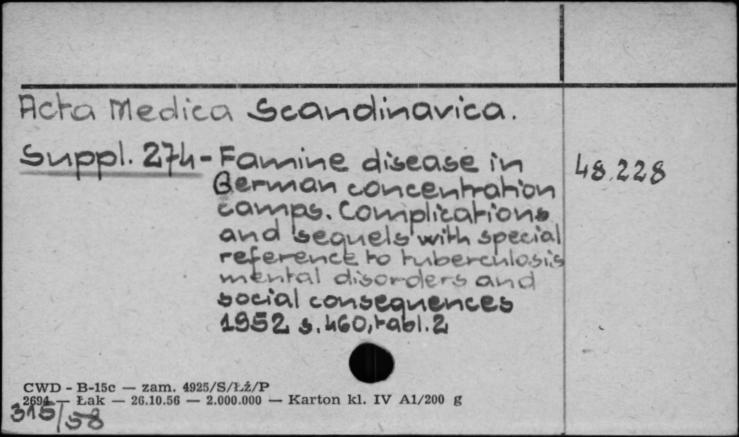 Acta Medica Scandinavica.
Suppl. 274 - Famine disease in 48.228
German concentration
camps. Complications
and sequels with special
reference to tuberculosis
mental disorders and
social consequences
1952 s. 460, tabl. 2
CWD - B-15c — zam. 4925/S/Łż/P
2694 — Łak — 26.10.56 — 2.000.000 — Karton kl. IV A1/200 g
315/58